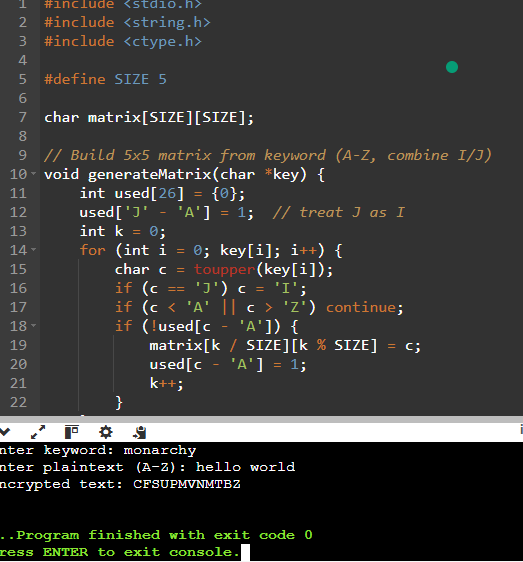 1 #include <stdio.h>
2 #include <string.h>
3 #include <ctype.h>
4
5 #define SIZE 5
6
7 char matrix[SIZE][SIZE];
8
9 // Build 5x5 matrix from keyword (A-Z, combine I/J)
10 void generateMatrix(char *key) {
11     int used[26] = {0};
12     used['J' - 'A'] = 1;  // treat J as I
13     int k = 0;
14     for (int i = 0; key[i]; i++) {
15         char c = toupper(key[i]);
16         if (c == 'J') c = 'I';
17         if (c < 'A' || c > 'Z') continue;
18         if (!used[c - 'A']) {
19             matrix[k / SIZE][k % SIZE] = c;
20             used[c - 'A'] = 1;
21             k++;
22         }
nter keyword: monarchy
nter plaintext (A-Z): hello world
ncrypted text: CFSUPMVNMTBZ
..Program finished with exit code 0
ress ENTER to exit console.